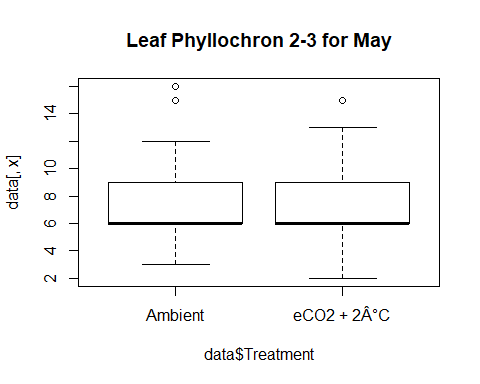 Leaf Phyllochron 2-3 for May
data[, x]
14
10
8
6
4
2
Ambient
eCO2 + 2Â°C
data$Treatment